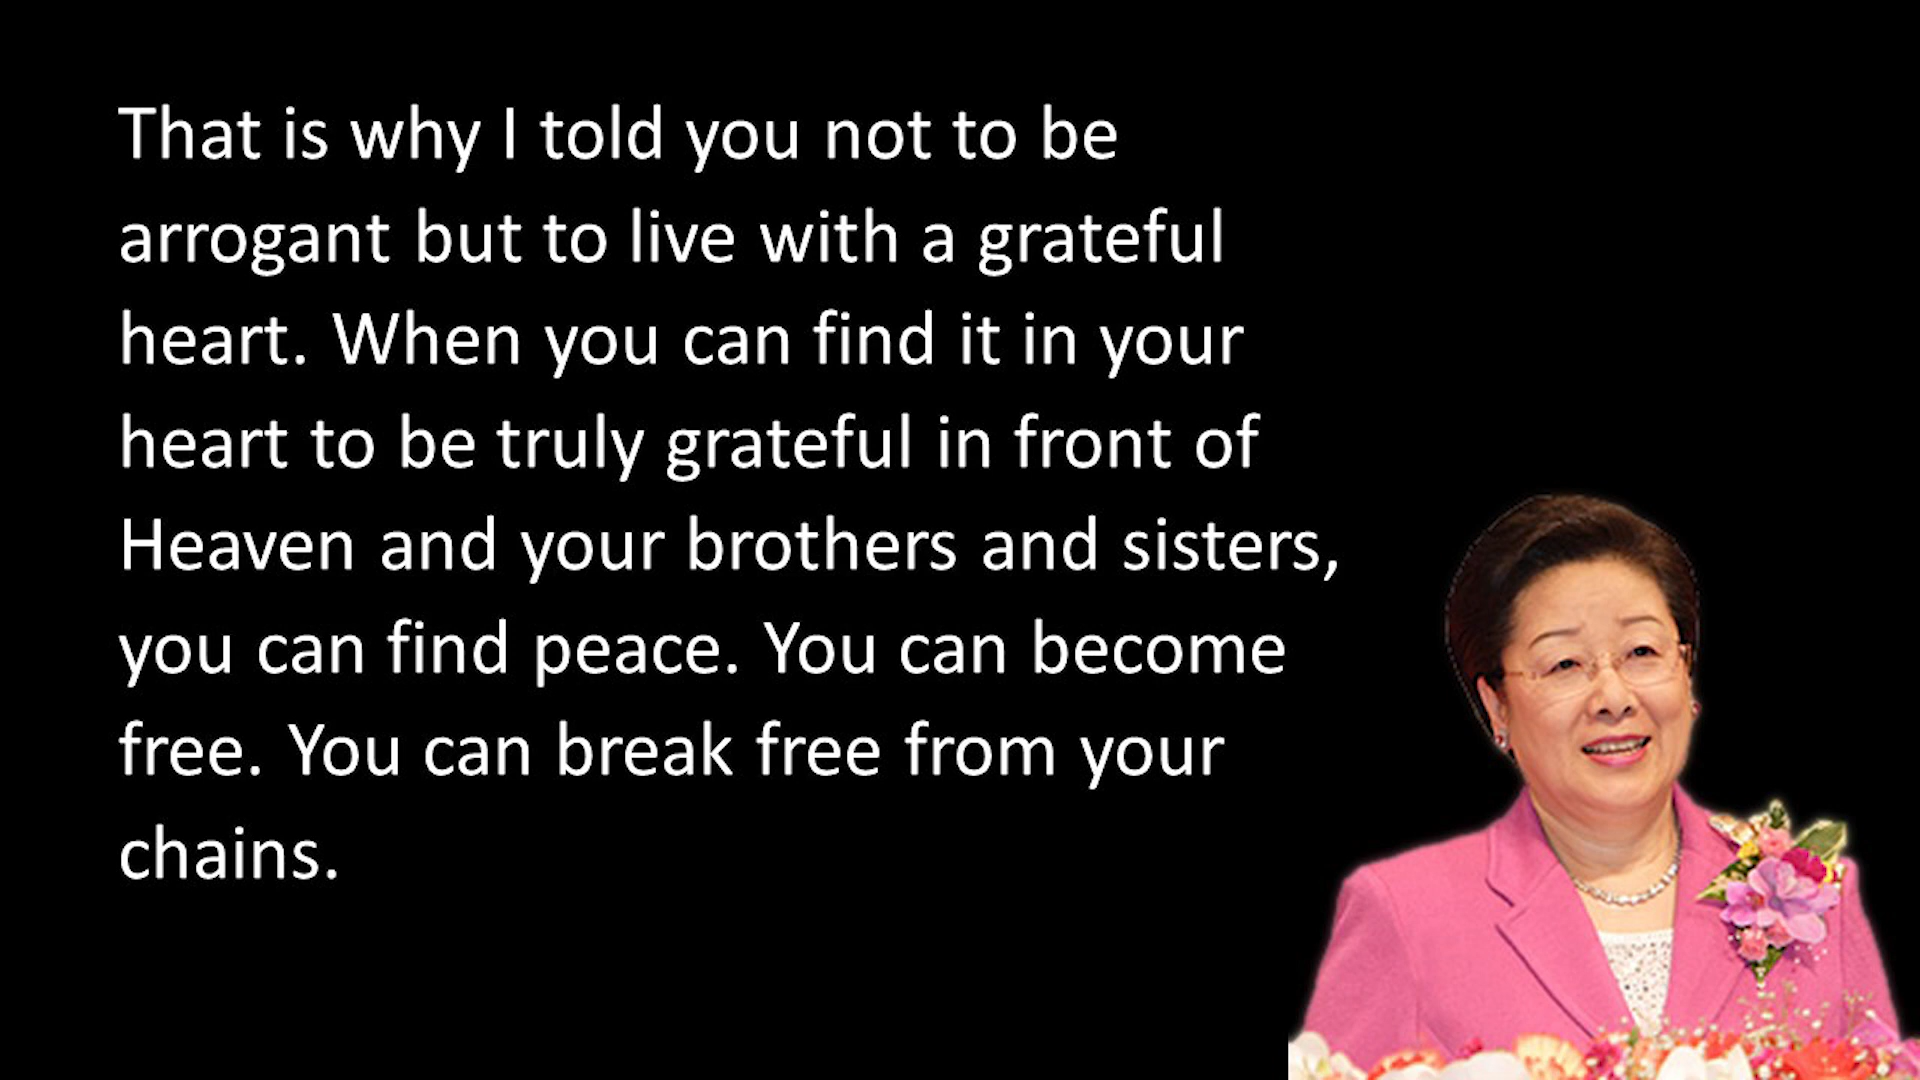 That is why I told you not to be
arrogant but to live with a grateful
heart. When you can find it in your
heart to be truly grateful in front of
Heaven and your brothers and sisters,
you can find peace. You can become
free. You can break free from your
chains.